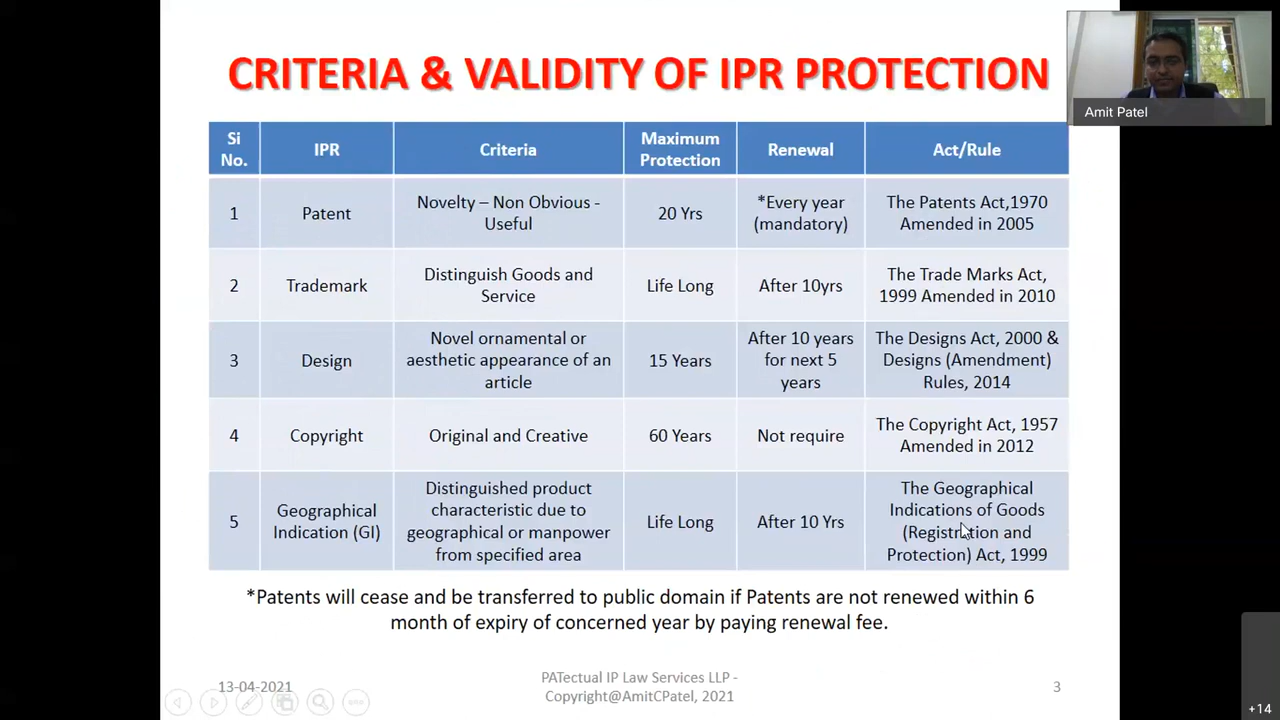 CRITERIA & VALIDITY OF IPR PROTECTION
Amit Patel
Si
No.
IPR
Criteria
Maximum
Protection
Renewal
Act/Rule
1
Patent
Novelty – Non Obvious -
Useful
20 Yrs
*Every year
(mandatory)
The Patents Act,1970
Amended in 2005
2
Trademark
Distinguish Goods and
Service
Life Long
After 10yrs
The Trade Marks Act,
1999 Amended in 2010
3
Design
Novel ornamental or
aesthetic appearance of an
article
15 Years
After 10 years
for next 5
years
The Designs Act, 2000 &
Designs (Amendment)
Rules, 2014
4
Copyright
Original and Creative
60 Years
Not require
The Copyright Act, 1957
Amended in 2012
5
Geographical
Indication (GI)
Distinguished product
characteristic due to
geographical or manpower
from specified area
Life Long
After 10 Yrs
The Geographical
Indications of Goods
(Registration and
Protection) Act, 1999
*Patents will cease and be transferred to public domain if Patents are not renewed within 6
month of expiry of concerned year by paying renewal fee.
13-04-2021
PATectual IP Law Services LLP -
Copyright@AmitCPatel, 2021
3
+14